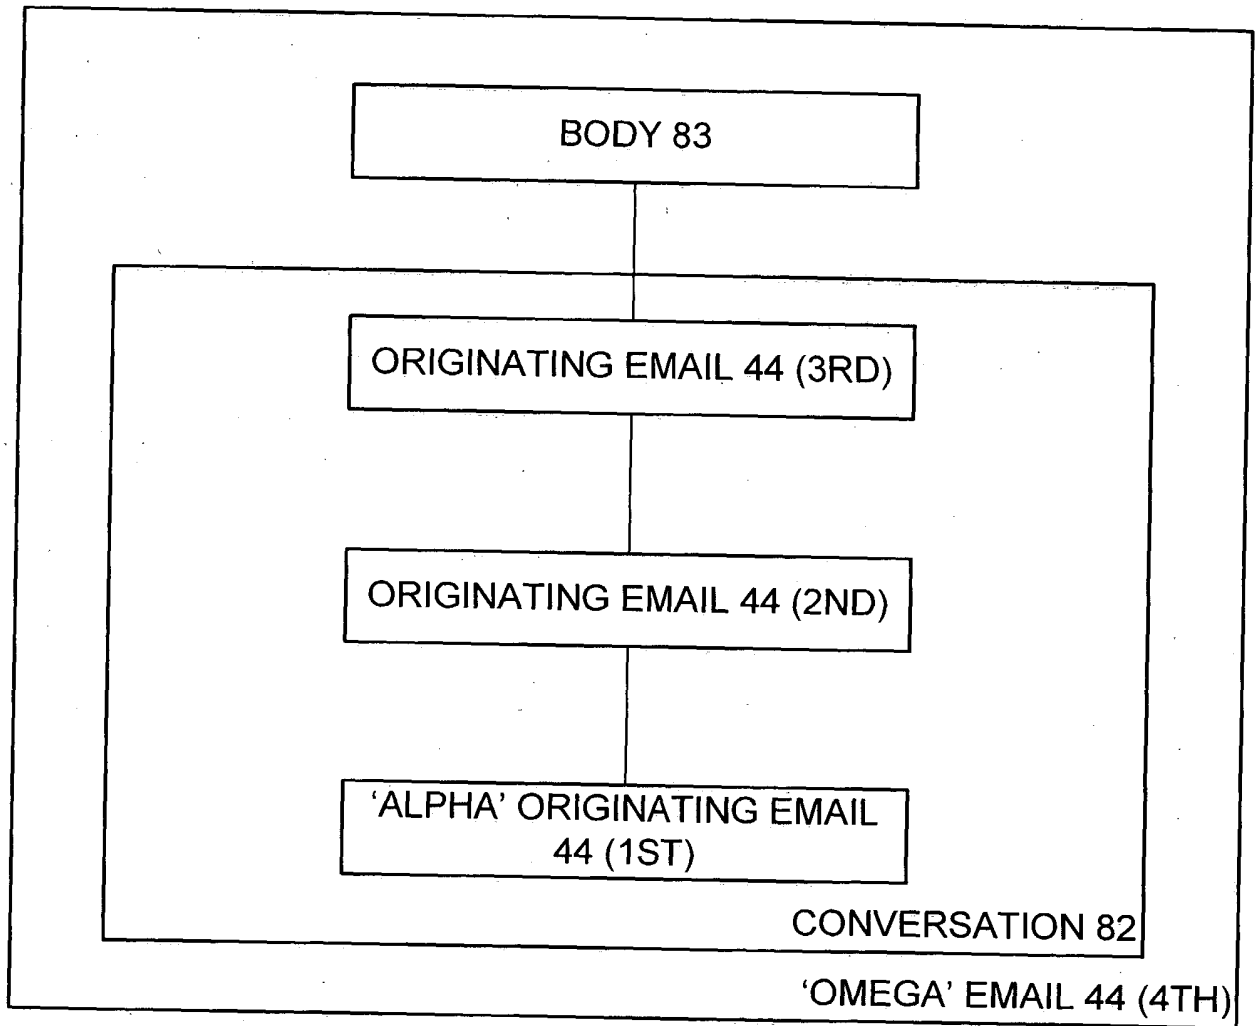 BODY 83
ORIGINATING EMAIL 44 (3RD)
ORIGINATING EMAIL 44 (2ND)
‘ALPHA’ ORIGINATING EMAIL
44 (1ST)
CONVERSATION 82
‘OMEGA’ EMAIL 44 (4TH)